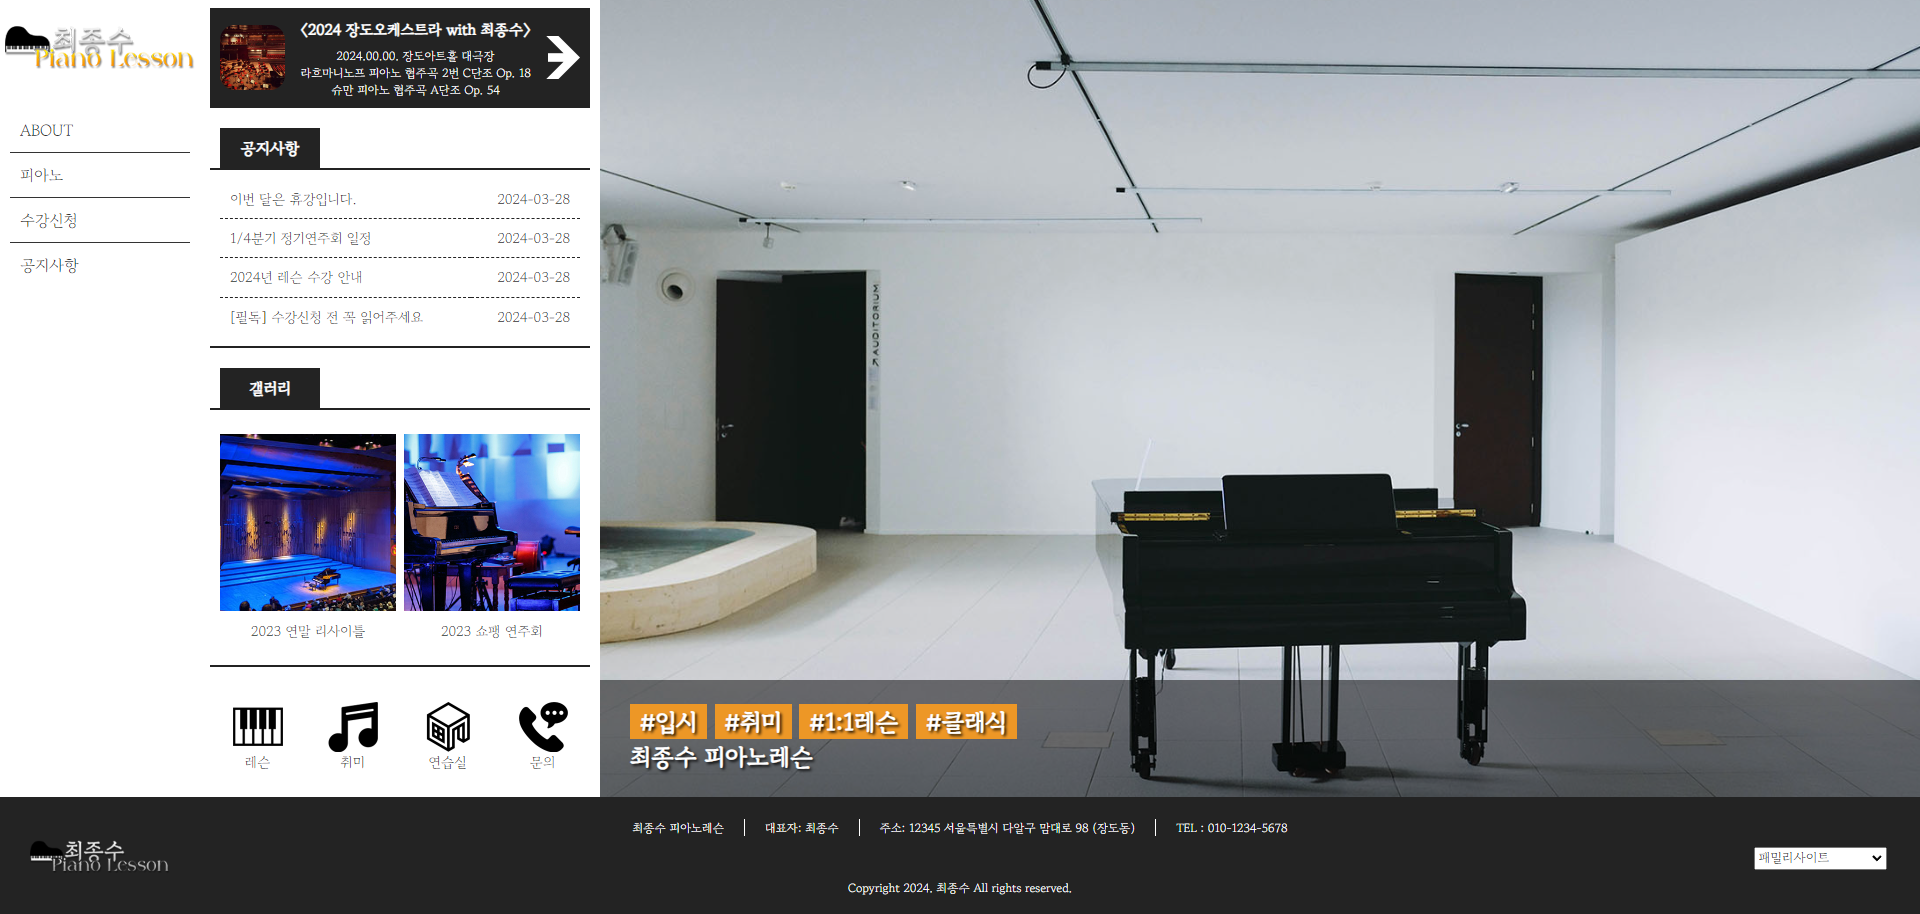 최종수
Piano Lesson
ABOUT
피아노
수강신청
공지사항
<2024 장도오케스트라 with 최종수>
2024.00.00. 장도아트홀 대극장
라흐마니노프 피아노 협주곡 2번 C단조 Op. 18
슈만 피아노 협주곡 A단조 Op. 54
공지사항
이번 달은 휴강입니다. 2024-03-28
1/4분기 정기연주회 일정 2024-03-28
2024년 레슨 수강 안내 2024-03-28
[필독] 수강신청 전 꼭 읽어주세요 2024-03-28
갤러리
2023 연말 리사이틀
2023 쇼팽 연주회
레슨
취미
연습실
문의
AUDITORIUM
#입시 #취미 #1:1레슨 #클래식
최종수 피아노레슨
최종수
Piano Lesson
최종수 피아노레슨
대표자: 최종수
주소: 12345 서울특별시 다알구 맘대로 98 (장도동)
TEL : 010-1234-5678
Copyright 2024. 최종수 All rights reserved.
패밀리사이트